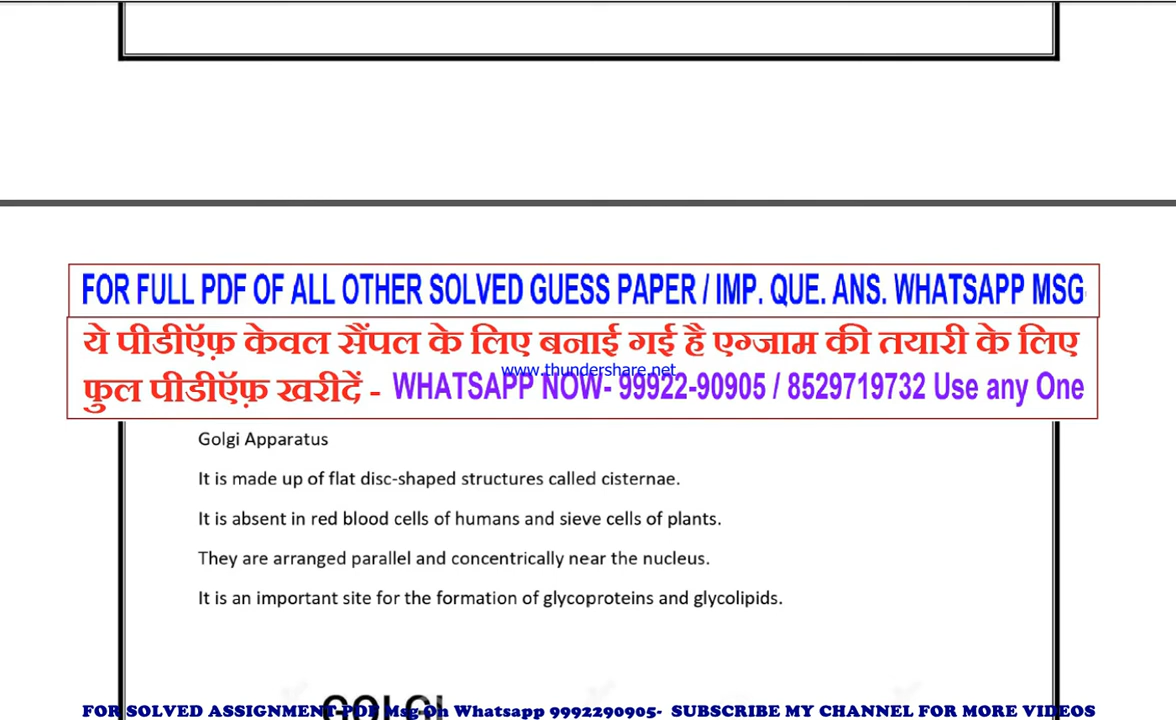 FOR FULL PDF OF ALL OTHER SOLVED GUESS PAPER / IMP. QUE. ANS. WHATSAPP MSG
ये पीडीऍफ़ केवल सैंपल के लिए बनाई गई है एग्जाम की तयारी के लिए
www.thundershare.net
फुल पीडीऍफ़ खरीदें - WHATSAPP NOW- 99922-90905 / 8529719732 Use any One
Golgi Apparatus
It is made up of flat disc-shaped structures called cisternae.
It is absent in red blood cells of humans and sieve cells of plants.
They are arranged parallel and concentrically near the nucleus.
It is an important site for the formation of glycoproteins and glycolipids.
GOLGI
FOR SOLVED ASSIGNMENT PDF Msg On Whatsapp 9992290905- SUBSCRIBE MY CHANNEL FOR MORE VIDEOS